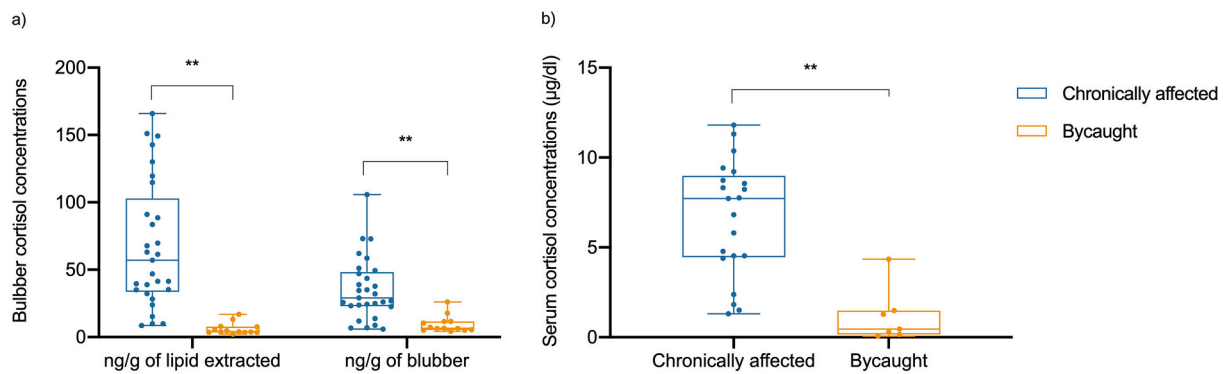 a)
Bulbber cortisol concentrations
200
150
100
50
0
**
**
ng/g of lipid extracted
ng/g of blubber
b)
Serum cortisol concentrations (µg/dl)
15
10
5
0
**
Chronically affected
Bycaught
Chronically affected
Bycaught